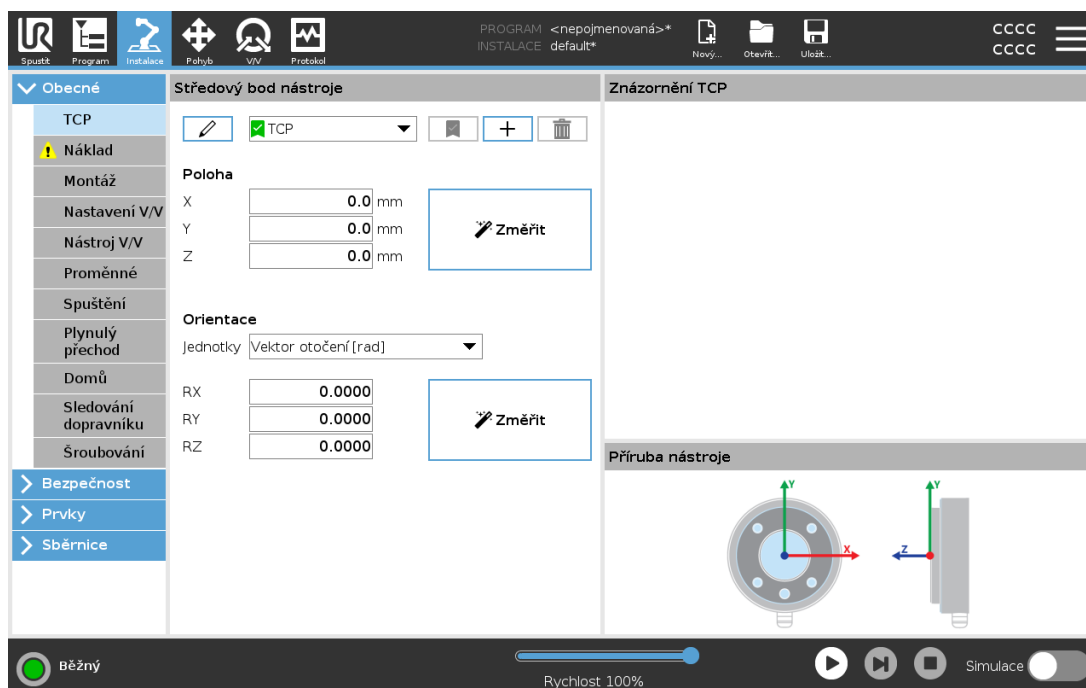 PROGRAM <nepojmenovaná>*
INSTALACE default*
CCCC
CCCC
Spustit
Program
Instalace
Pohyb
V/V
Protokol
Nový...
Otevřít...
Uložit...
Obecné
TCP
Náklad
Montáž
Nastavení V/V
Nástroj V/V
Proměnné
Spuštění
Plynulý
přechod
Domů
Sledování
dopravníku
Šroubování
Bezpečnost
Prvky
Sběrnice
Středový bod nástroje
TCP
Poloha
X 0.0 mm
Y 0.0 mm
Z 0.0 mm
Změřit
Orientace
Jednotky Vektor otočení [rad]
RX 0.0000
RY 0.0000
RZ 0.0000
Změřit
Znázornění TCP
Příruba nástroje
Y
X
Y
Z
Běžný
Rychlost 100%
Simulace